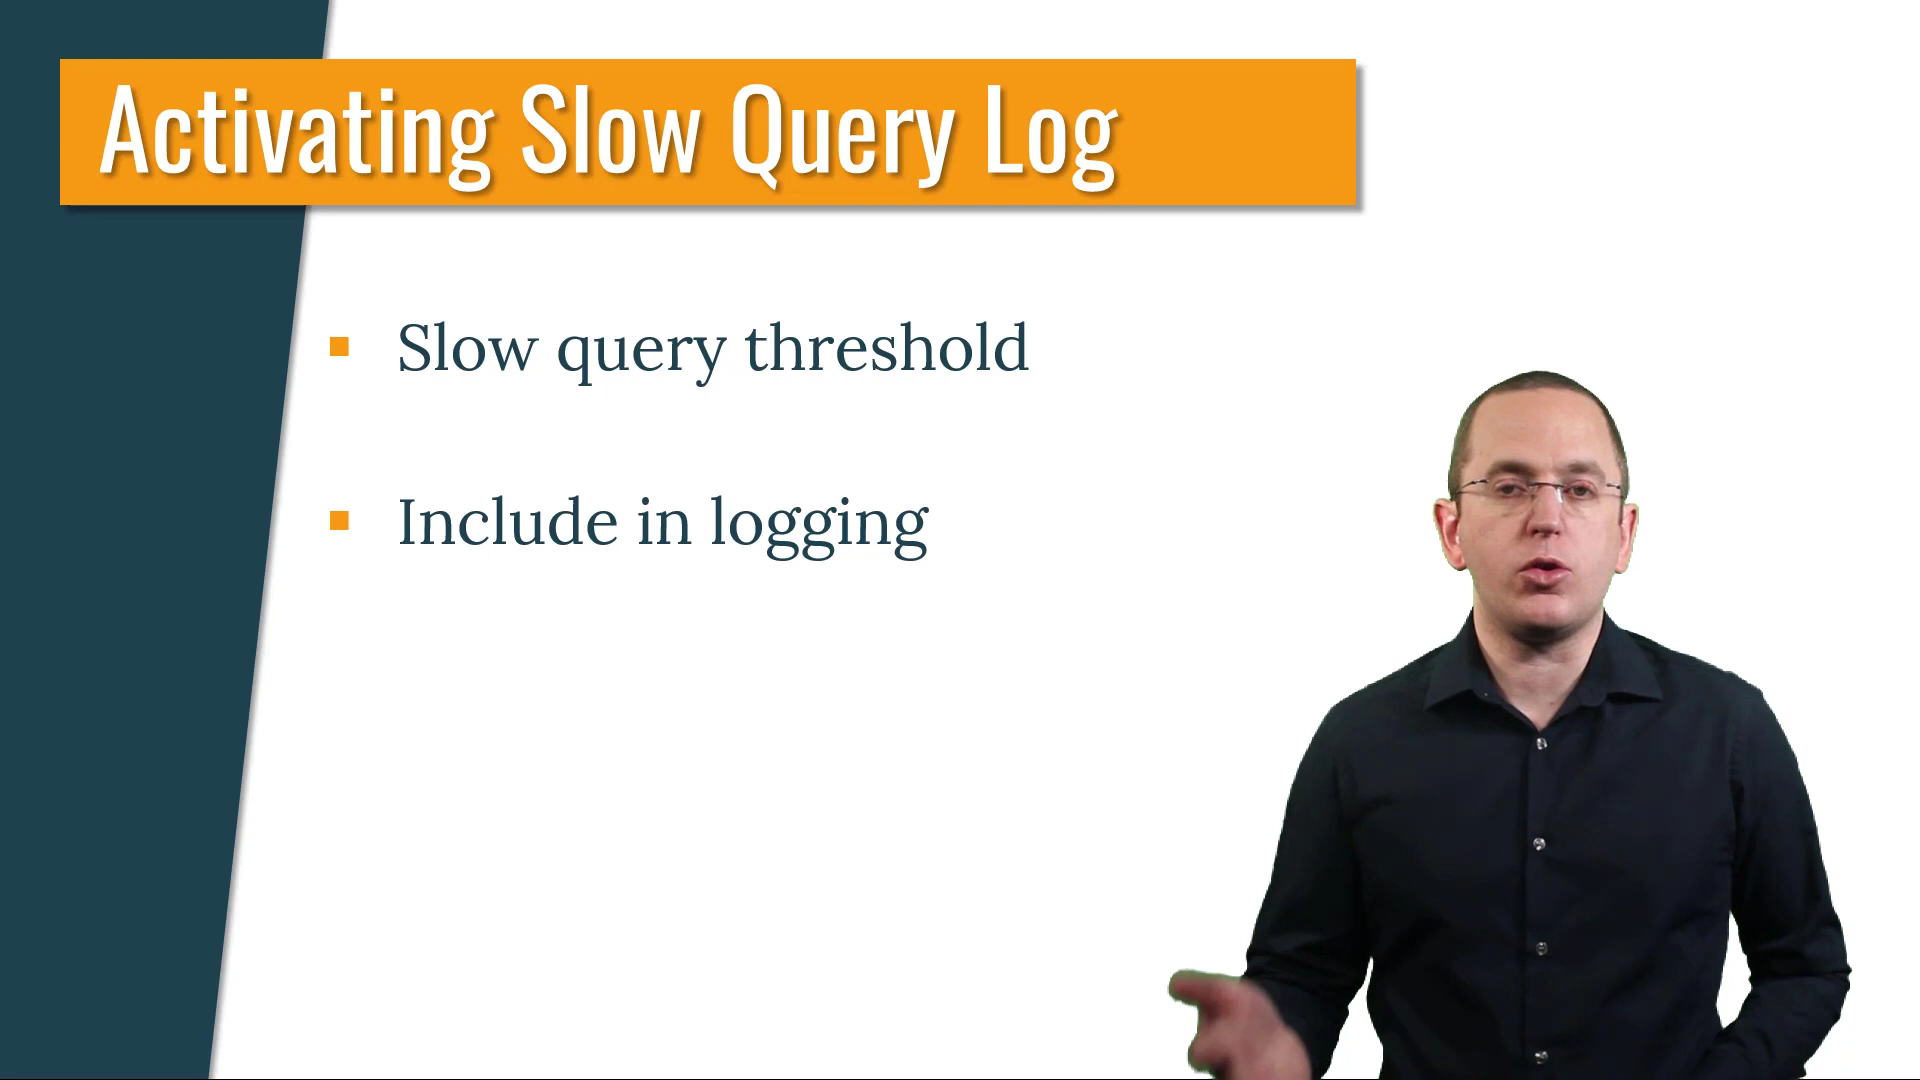 Activating Slow Query Log
Slow query threshold
Include in logging